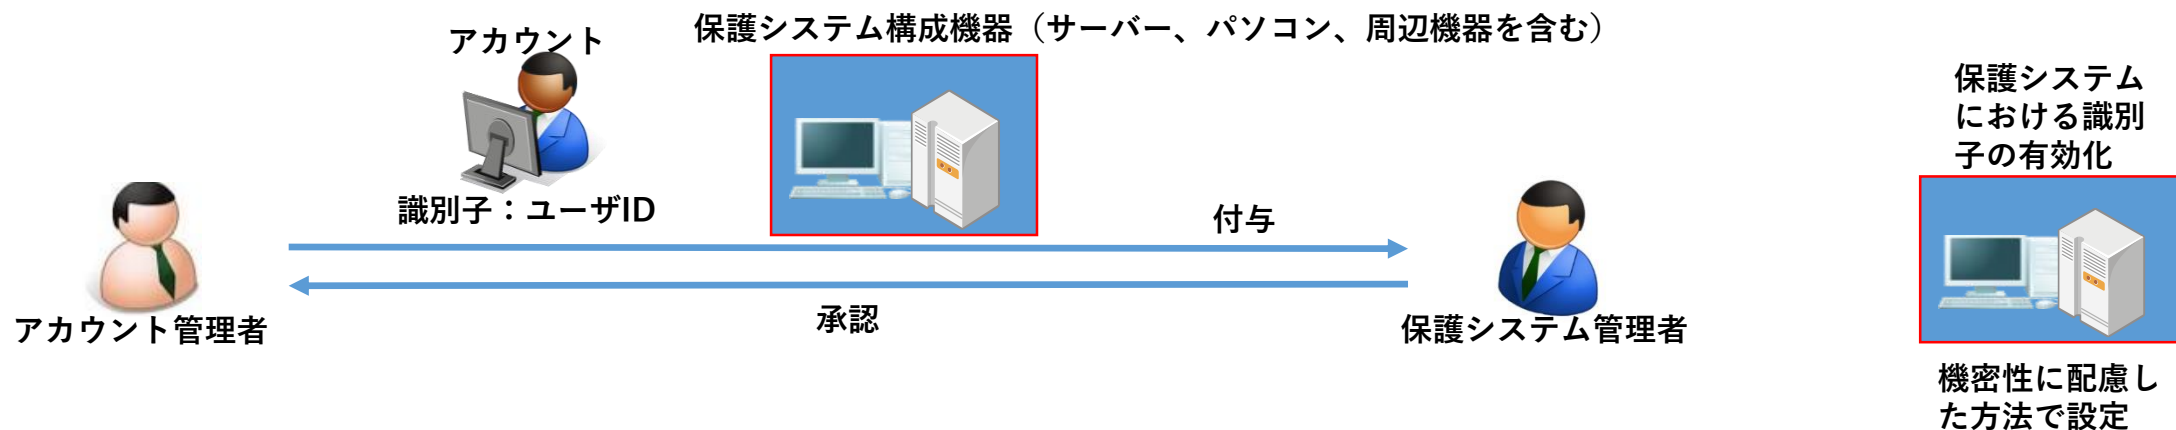 アカウント
保護システム構成機器（サーバー、パソコン、周辺機器を含む）
保護システム
における識別
子の有効化
識別子：ユーザID
付与
承認
アカウント管理者
保護システム管理者
機密性に配慮し
た方法で設定